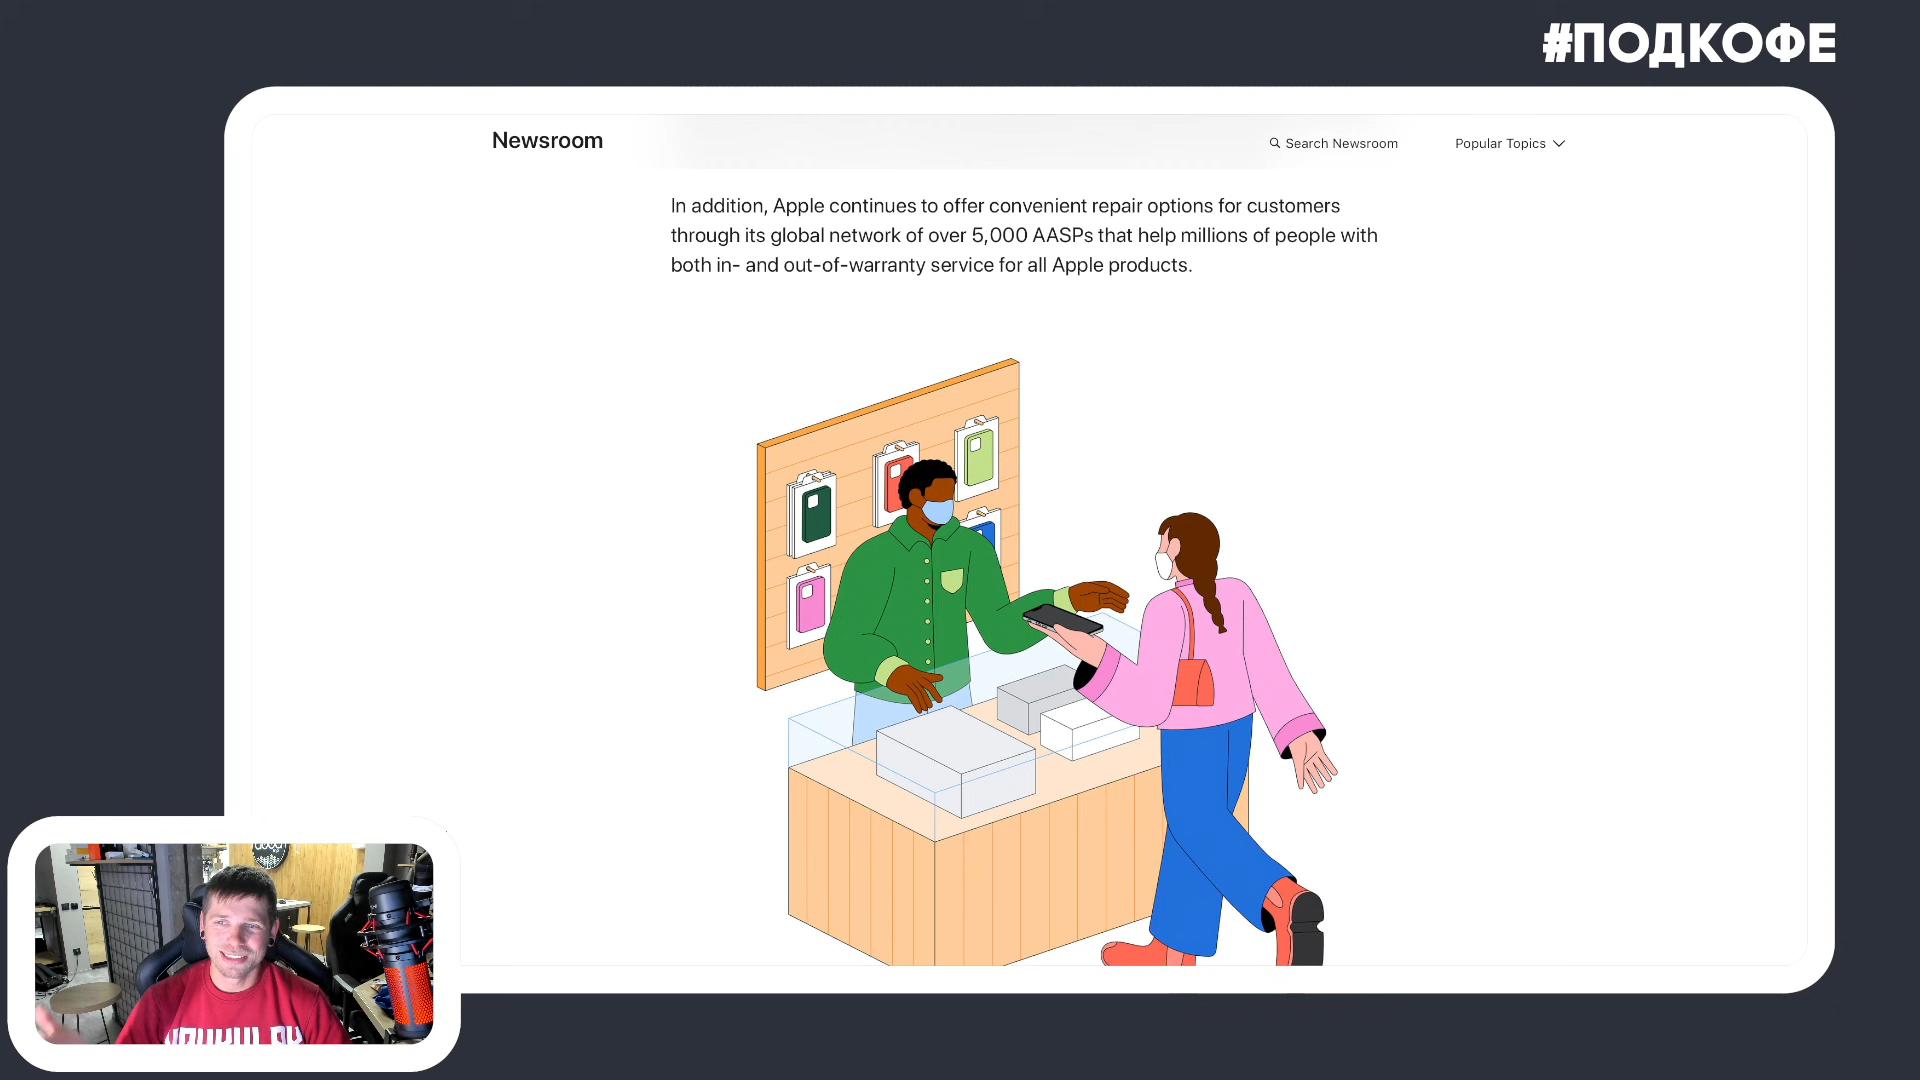 #ПОДКОФЕ
Newsroom
Search Newsroom
Popular Topics
In addition, Apple continues to offer convenient repair options for customers
through its global network of over 5,000 AASPs that help millions of people with
both in- and out-of-warranty service for all Apple products.